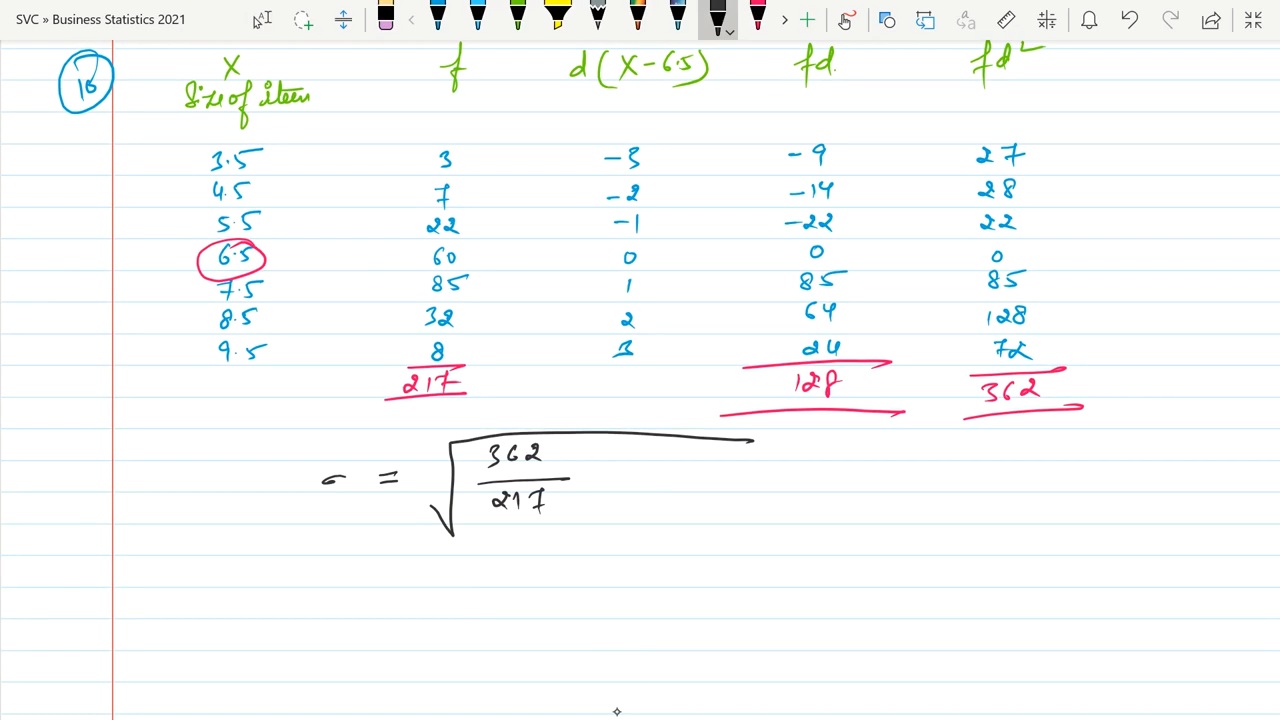 SVC » Business Statistics 2021
10 X f d (X - 6.5) fd. fd²
Size of item
3.5 3 -3 -9 27
4.5 7 -2 -14 28
5.5 22 -1 -22 22
6.5 60 0 0 0
7.5 85 1 85 85
8.5 32 2 64 128
9.5 8 3 24 72
217 128 362
σ = √ 362
217